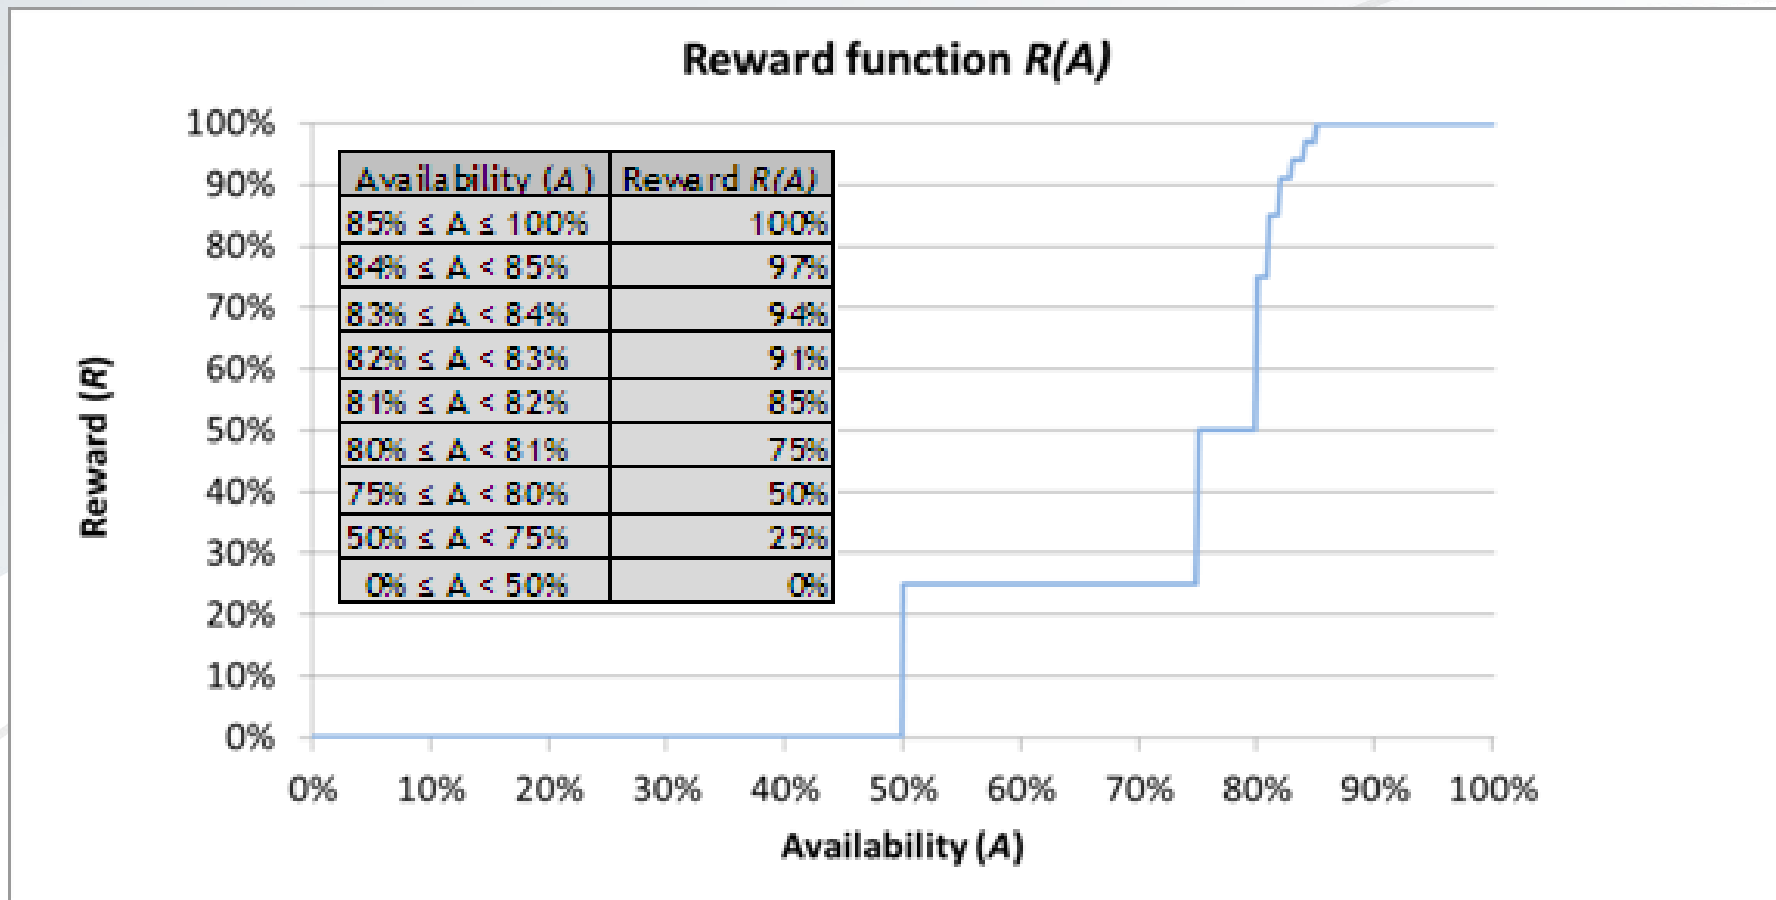 Reward function R(A)
100%
90%
80%
70%
60%
50%
40%
30%
20%
10%
0%
Reward (R)
Availability (A) Reward R(A)
85% ≤ A ≤ 100% 100%
84% ≤ A < 85% 97%
83% ≤ A < 84% 94%
82% ≤ A < 83% 91%
81% ≤ A < 82% 85%
80% ≤ A < 81% 75%
75% ≤ A < 80% 50%
50% ≤ A < 75% 25%
0% ≤ A < 50% 0%
0% 10% 20% 30% 40% 50% 60% 70% 80% 90% 100%
Availability (A)